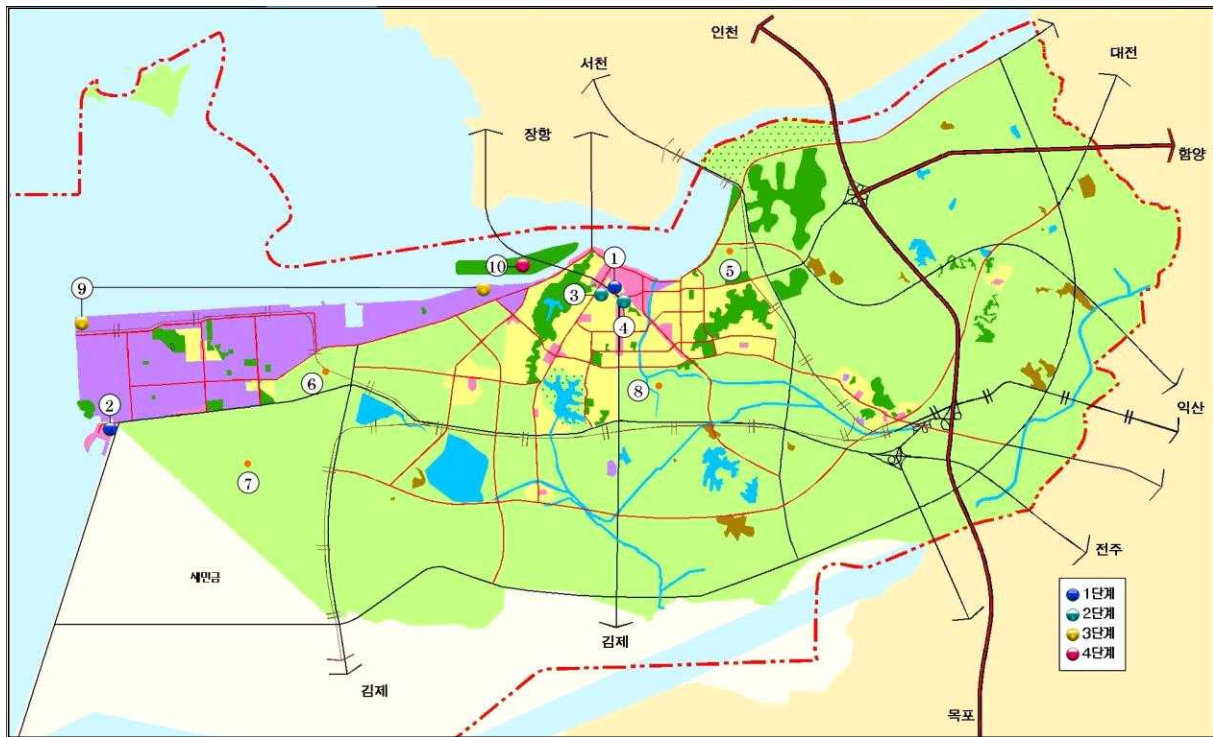 인천
대전
서천
장항
함양
①
⑩
⑤
③
⑨
④
⑥
⑧
②
익산
⑦
전주
새만금
1단계
2단계
3단계
4단계
김제
김제
목포